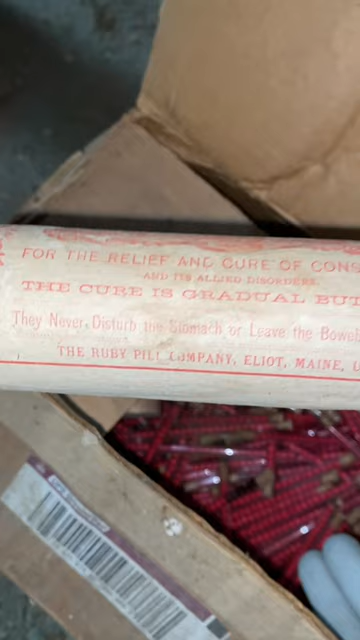 FOR THE RELIEF AND CURE OF CONS
AND ITS ALLIED DISORDERS.
THE CURE IS GRADUAL BUT
They Never Disturb the Stomach or Leave the Bowels
THE RUBY PILL COMPANY, ELIOT, MAINE, U